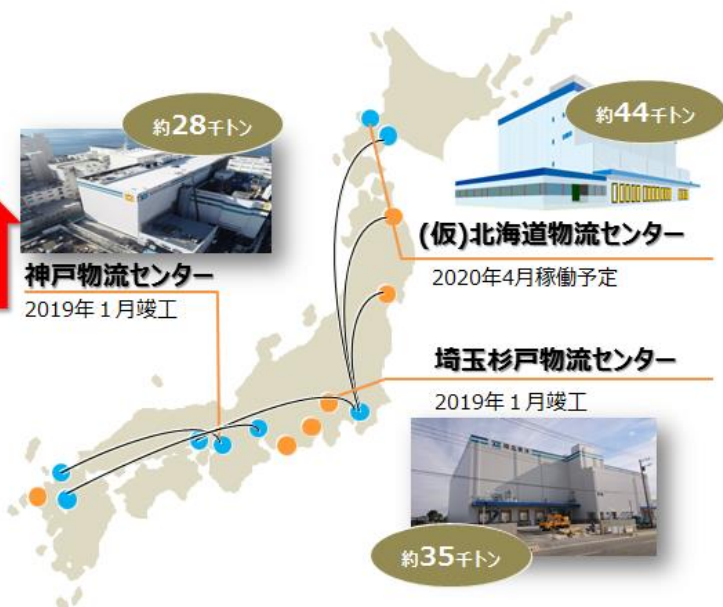 約28千トン
神戸物流センター
2019年１月竣工
約44千トン
(仮)北海道物流センター
2020年4月稼働予定
埼玉杉戸物流センター
2019年１月竣工
約35千トン